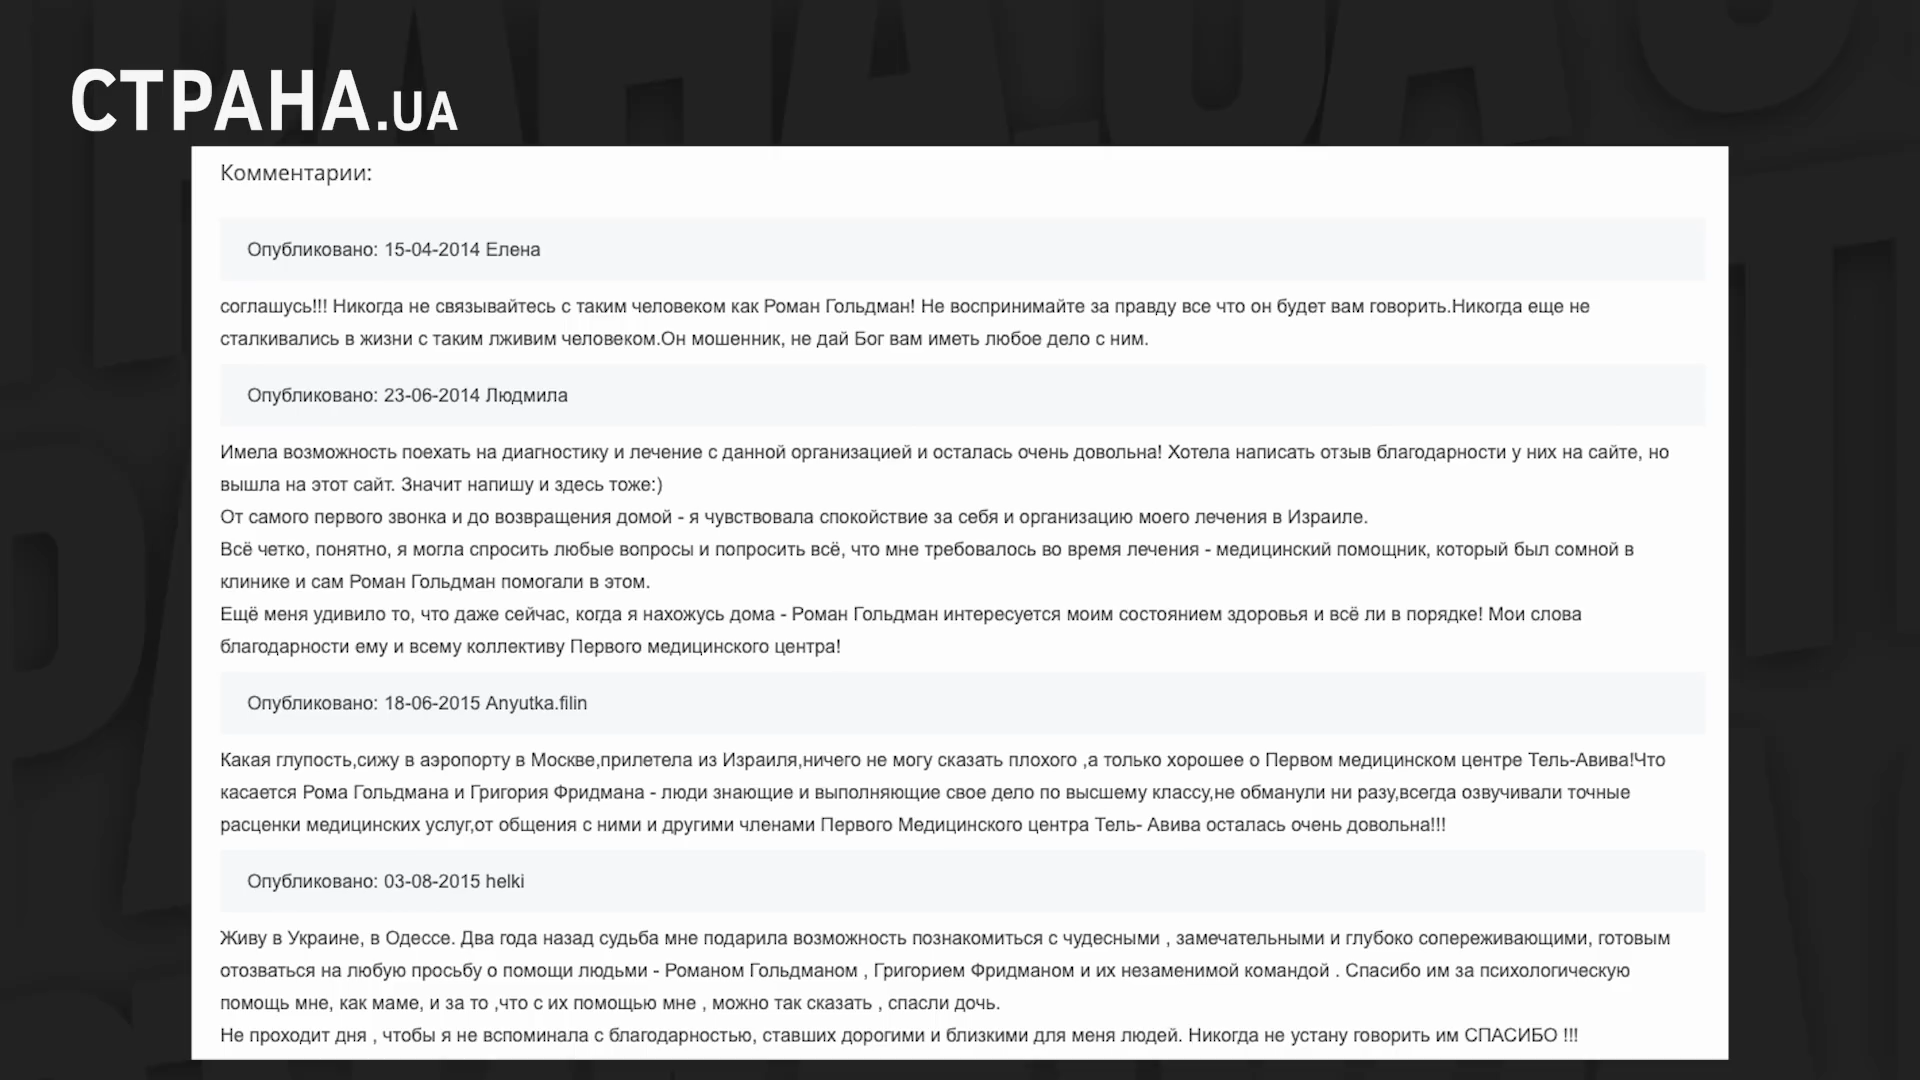 СТРАНА.UA
Комментарии:
Опубликовано: 15-04-2014 Елена
соглашусь!!! Никогда не связывайтесь с таким человеком как Роман Гольдман! Не воспринимайте за правду все что он будет вам говорить.Никогда еще не
сталкивались в жизни с таким лживим человеком.Он мошенник, не дай Бог вам иметь любое дело с ним.
Опубликовано: 23-06-2014 Людмила
Имела возможность поехать на диагностику и лечение с данной организацией и осталась очень довольна! Хотела написать отзыв благодарности у них на сайте, но
вышла на этот сайт. Значит напишу и здесь тоже:)
От самого первого звонка и до возвращения домой - я чувствовала спокойствие за себя и организацию моего лечения в Израиле.
Всё четко, понятно, я могла спросить любые вопросы и попросить всё, что мне требовалось во время лечения - медицинский помощник, который был сомной в
клинике и сам Роман Гольдман помогали в этом.
Ещё меня удивило то, что даже сейчас, когда я нахожусь дома - Роман Гольдман интересуется моим состоянием здоровья и всё ли в порядке! Мои слова
благодарности ему и всему коллективу Первого медицинского центра!
Опубликовано: 18-06-2015 Anyutka.filin
Какая глупость,сижу в аэропорту в Москве,прилетела из Израиля,ничего не могу сказать плохого ,а только хорошее о Первом медицинском центре Тель-Авива!Что
касается Рома Гольдмана и Григория Фридмана - люди знающие и выполняющие свое дело по высшему классу,не обманули ни разу,всегда озвучивали точные
расценки медицинских услуг,от общения с ними и другими членами Первого Медицинского центра Тель- Авива осталась очень довольна!!!
Опубликовано: 03-08-2015 helki
Живу в Украине, в Одессе. Два года назад судьба мне подарила возможность познакомиться с чудесными , замечательными и глубоко сопереживающими, готовым
отозваться на любую просьбу о помощи людьми - Романом Гольдманом , Григорием Фридманом и их незаменимой командой . Спасибо им за психологическую
помощь мне, как маме, и за то ,что с их помощью мне , можно так сказать , спасли дочь.
Не проходит дня , чтобы я не вспоминала с благодарностью, ставших дорогими и близкими для меня людей. Никогда не устану говорить им СПАСИБО !!!